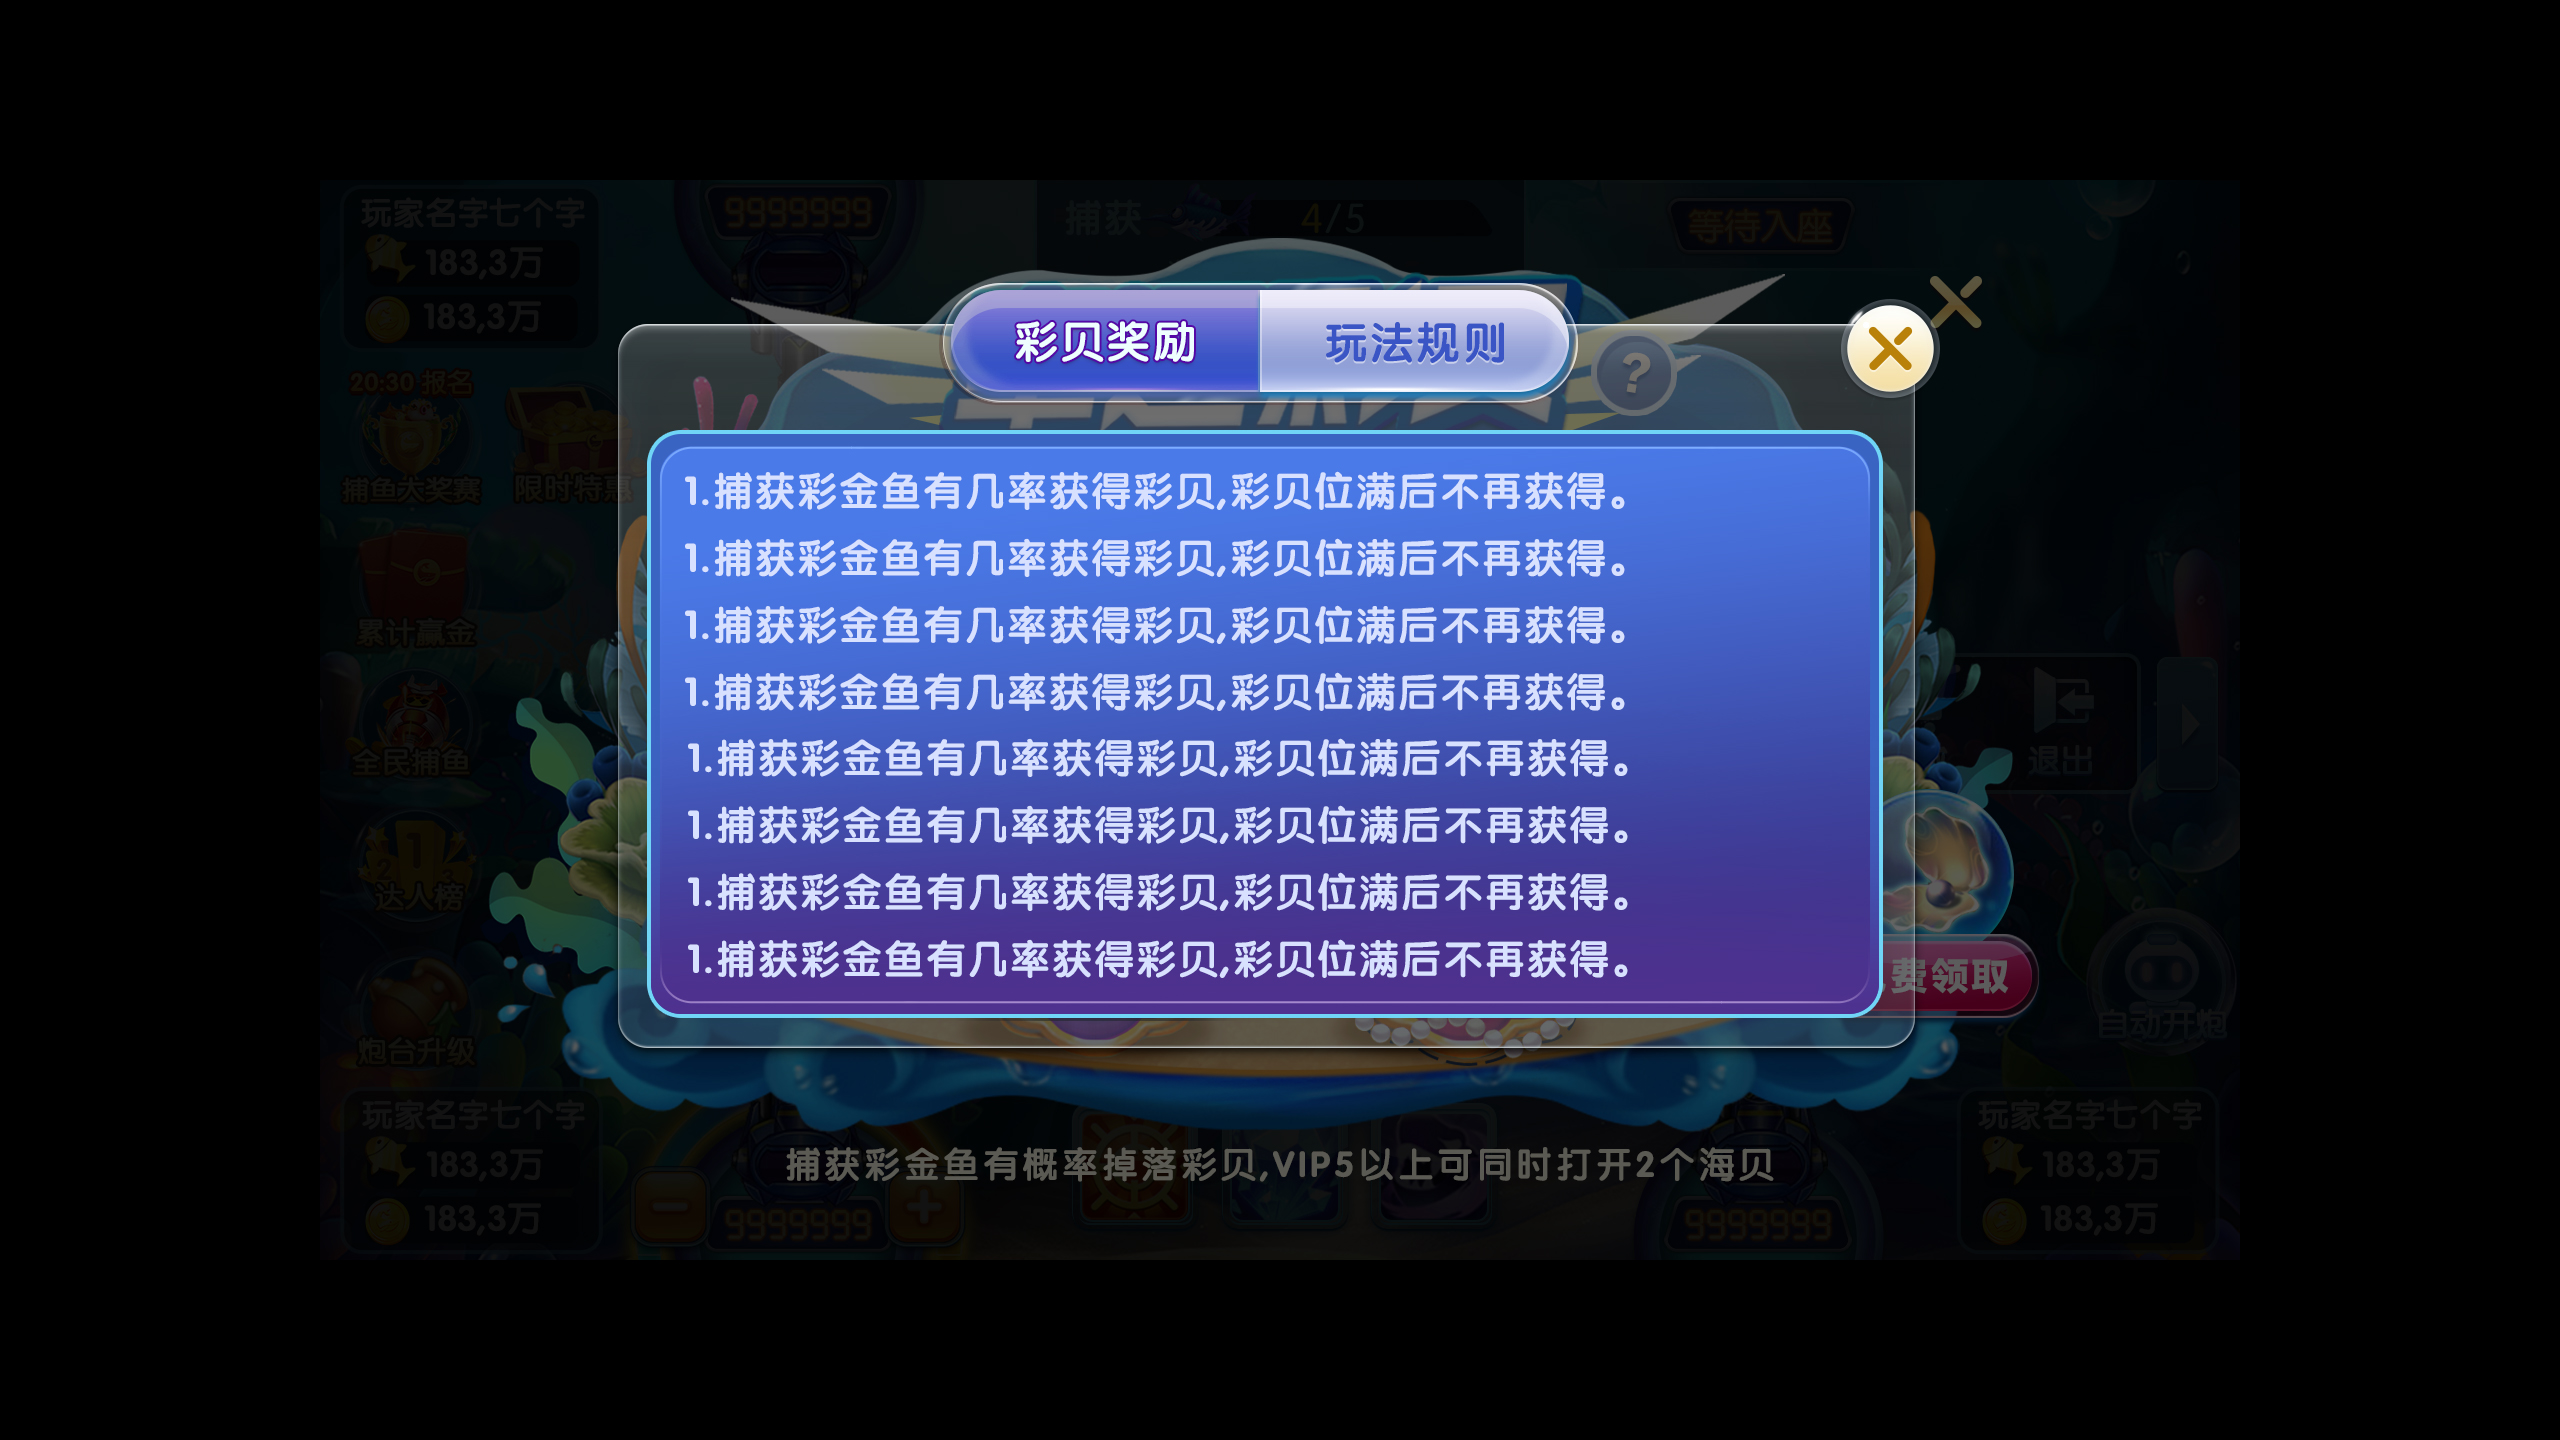 玩家名字七个字
183,3万
183,3万
9999999
捕获
4/5
等待入座
彩贝奖励
玩法规则
?
20:30 报名
捕鱼大奖赛
限时特惠
累计赢金
全民捕鱼
达人榜
炮台升级
1.捕获彩金鱼有几率获得彩贝,彩贝位满后不再获得。
1.捕获彩金鱼有几率获得彩贝,彩贝位满后不再获得。
1.捕获彩金鱼有几率获得彩贝,彩贝位满后不再获得。
1.捕获彩金鱼有几率获得彩贝,彩贝位满后不再获得。
1.捕获彩金鱼有几率获得彩贝,彩贝位满后不再获得。
1.捕获彩金鱼有几率获得彩贝,彩贝位满后不再获得。
1.捕获彩金鱼有几率获得彩贝,彩贝位满后不再获得。
1.捕获彩金鱼有几率获得彩贝,彩贝位满后不再获得。
退出
费领取
自动开炮
捕获彩金鱼有概率掉落彩贝,VIP5以上可同时打开2个海贝
玩家名字七个字
183,3万
183,3万
9999999
9999999
玩家名字七个字
183,3万
183,3万